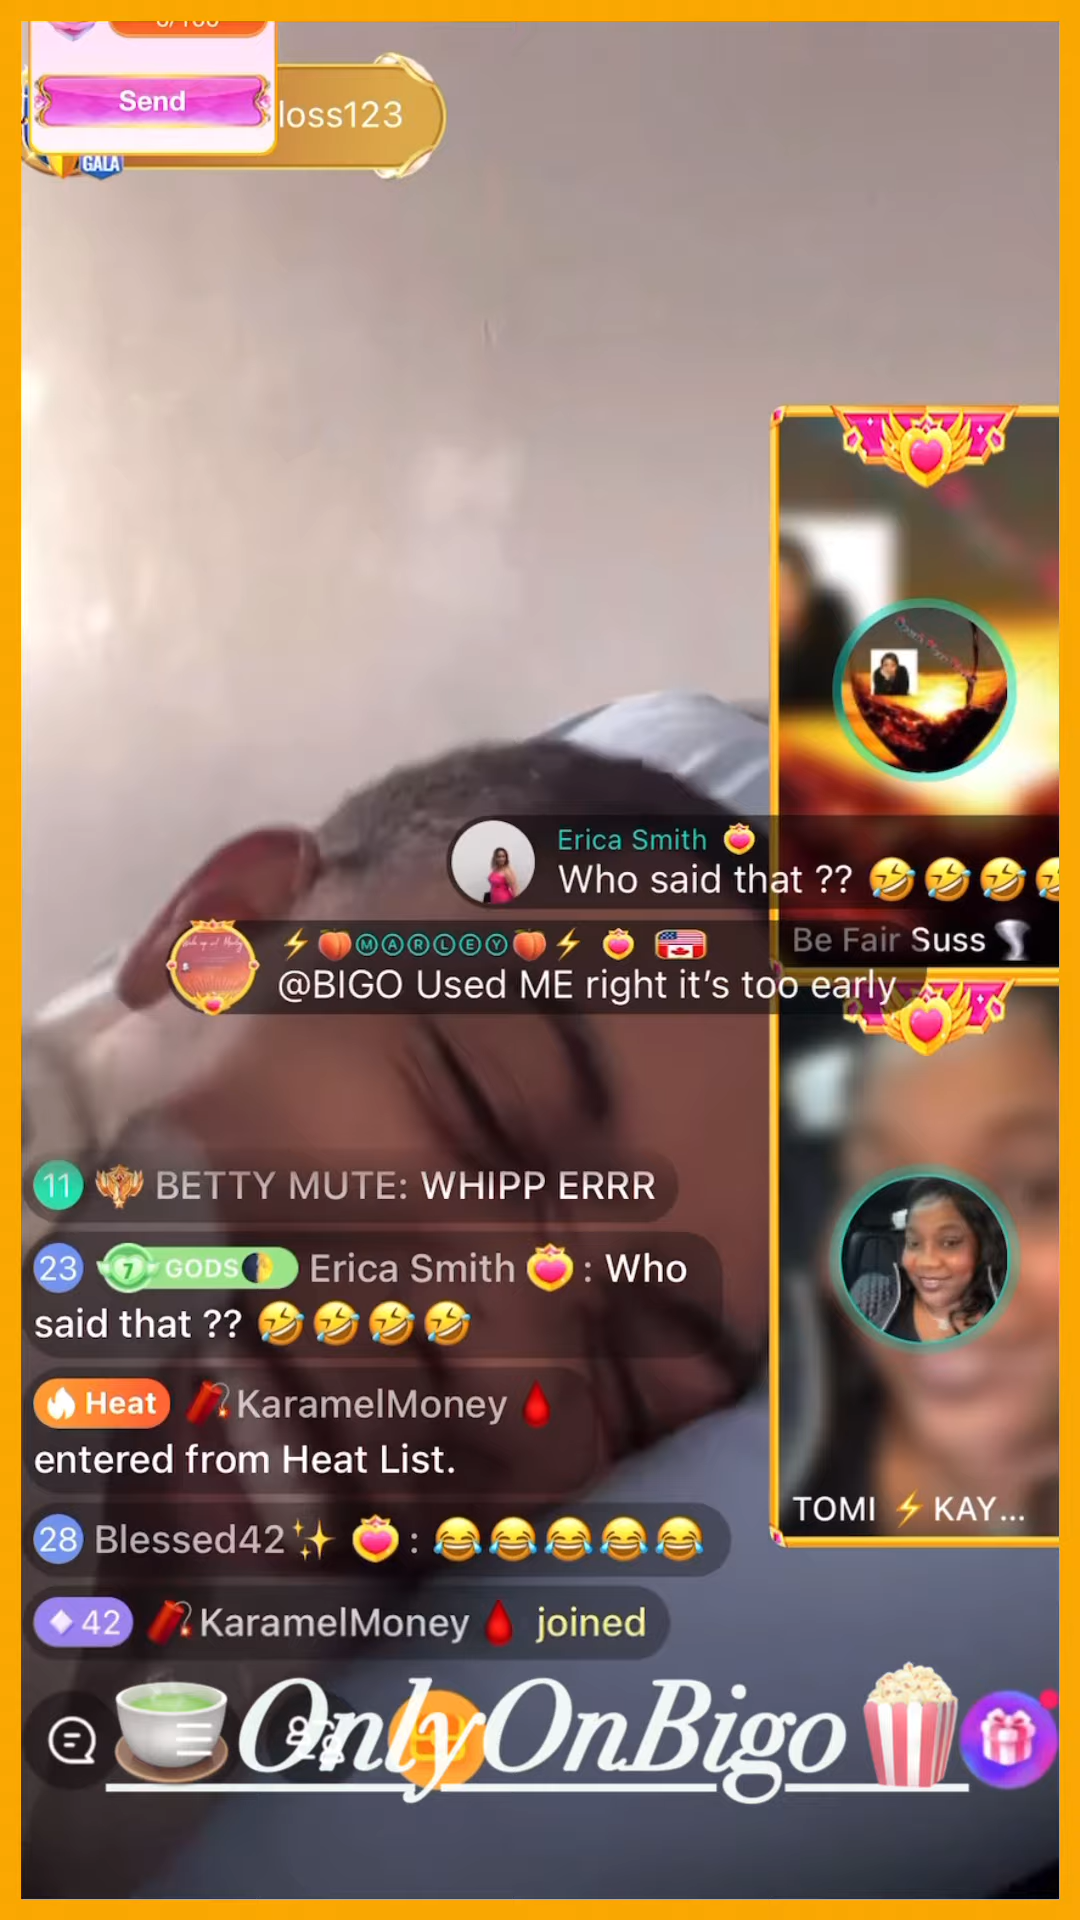 Send
loss123
GALA
Erica Smith
Who said that ?? 🤣🤣🤣🤣
⚡🍑ⓂⒶⓇⓁⒺⓎ🍑⚡
@BIGO Used ME right it's too early
Be Fair Suss 🌪️
TOMI ⚡KAY...
11 BETTY MUTE: WHIPP ERRR
23 7 GODS🌓 Erica Smith : Who
said that ?? 🤣🤣🤣🤣
Heat 🧨KaramelMoney🩸
entered from Heat List.
28 Blessed42✨ : 😂😂😂😂😂
42 🧨KaramelMoney🩸 joined
🍵OnlyOnBigo🍿